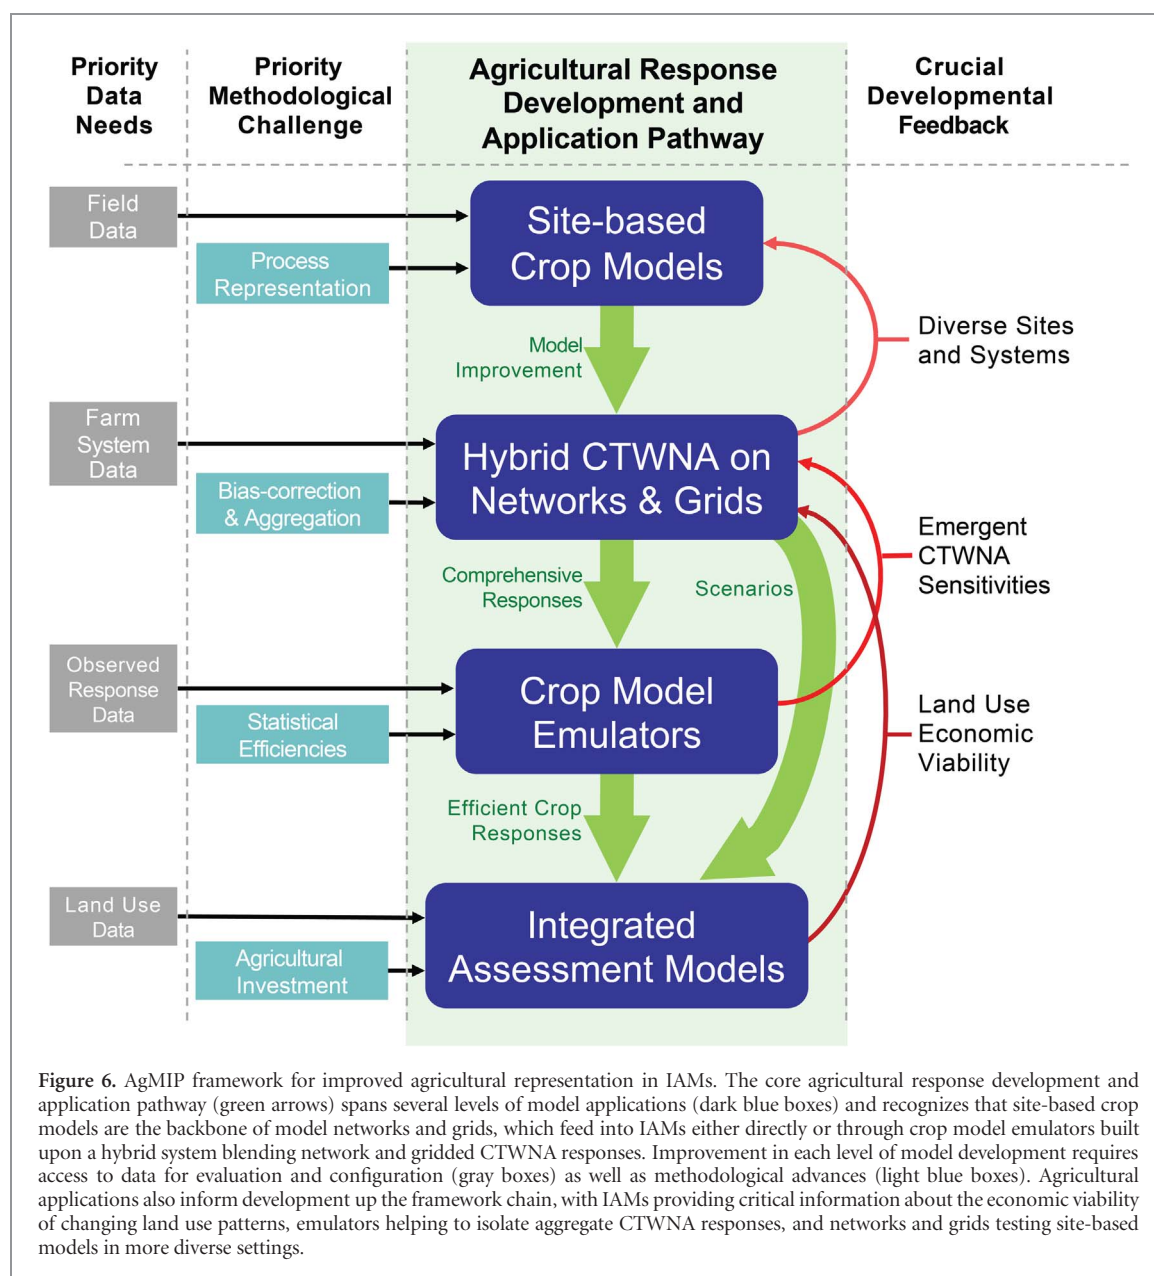 Priority
Data
Needs
Priority
Methodological
Challenge
Agricultural Response
Development and
Application Pathway
Crucial
Developmental
Feedback
Field
Data
Process
Representation
Site-based
Crop Models
Diverse Sites
and Systems
Model
Improvement
Farm
System
Data
Bias-correction
& Aggregation
Hybrid CTWNA on
Networks & Grids
Emergent
CTWNA
Sensitivities
Comprehensive
Responses
Scenarios
Observed
Response
Data
Statistical
Efficiencies
Crop Model
Emulators
Land Use
Economic
Viability
Efficient Crop
Responses
Land Use
Data
Agricultural
Investment
Integrated
Assessment Models
Figure 6. AgMIP framework for improved agricultural representation in IAMs. The core agricultural response development and
application pathway (green arrows) spans several levels of model applications (dark blue boxes) and recognizes that site-based crop
models are the backbone of model networks and grids, which feed into IAMs either directly or through crop model emulators built
upon a hybrid system blending network and gridded CTWNA responses. Improvement in each level of model development requires
access to data for evaluation and configuration (gray boxes) as well as methodological advances (light blue boxes). Agricultural
applications also inform development up the framework chain, with IAMs providing critical information about the economic viability
of changing land use patterns, emulators helping to isolate aggregate CTWNA responses, and networks and grids testing site-based
models in more diverse settings.